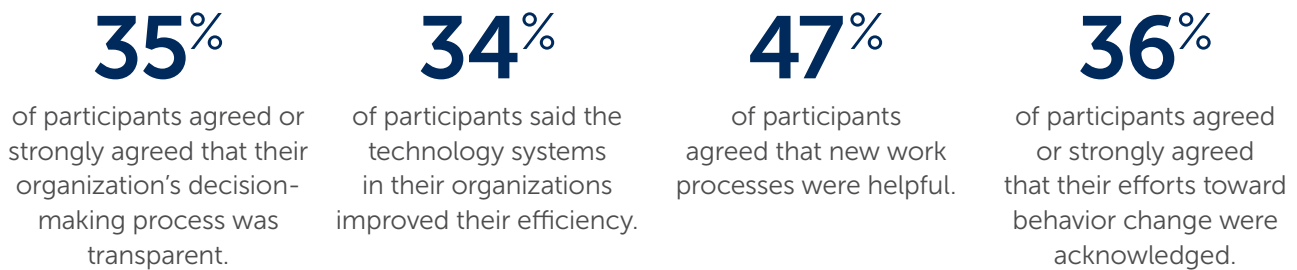 35%
of participants agreed or
strongly agreed that their
organization's decision-
making process was
transparent.
34%
of participants said the
technology systems
in their organizations
improved their efficiency.
47%
of participants
agreed that new work
processes were helpful.
36%
of participants agreed
or strongly agreed
that their efforts toward
behavior change were
acknowledged.